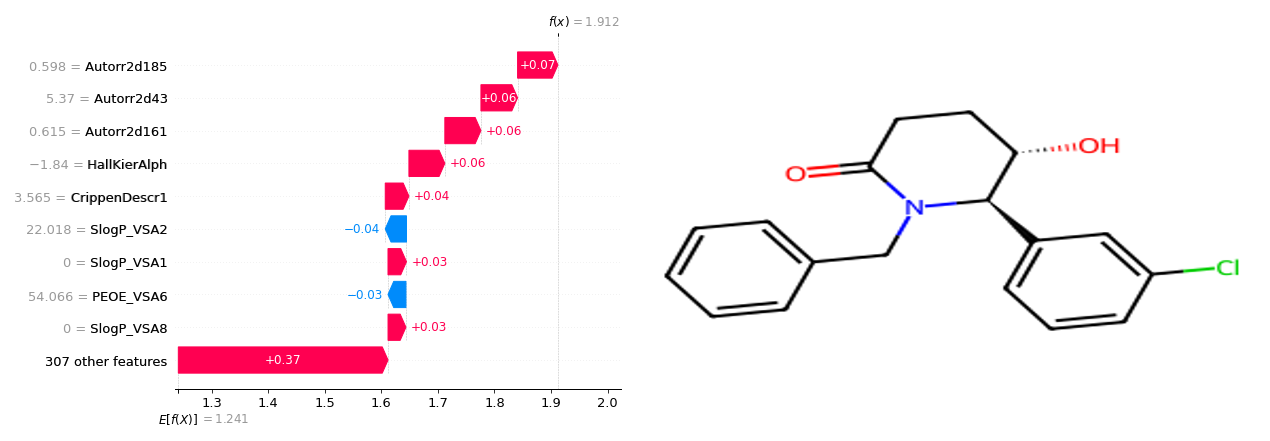 f(x) = 1.912
0.598 = Autorr2d185
+0.07
5.37 = Autorr2d43
+0.06
0.615 = Autorr2d161
+0.06
−1.84 = HallKierAlph
+0.06
3.565 = CrippenDescr1
+0.04
22.018 = SlogP_VSA2
−0.04
0 = SlogP_VSA1
+0.03
54.066 = PEOE_VSA6
−0.03
0 = SlogP_VSA8
+0.03
307 other features
+0.37
1.3 1.4 1.5 1.6 1.7 1.8 1.9 2.0
E[f(X)] = 1.241
OH
O
N
Cl